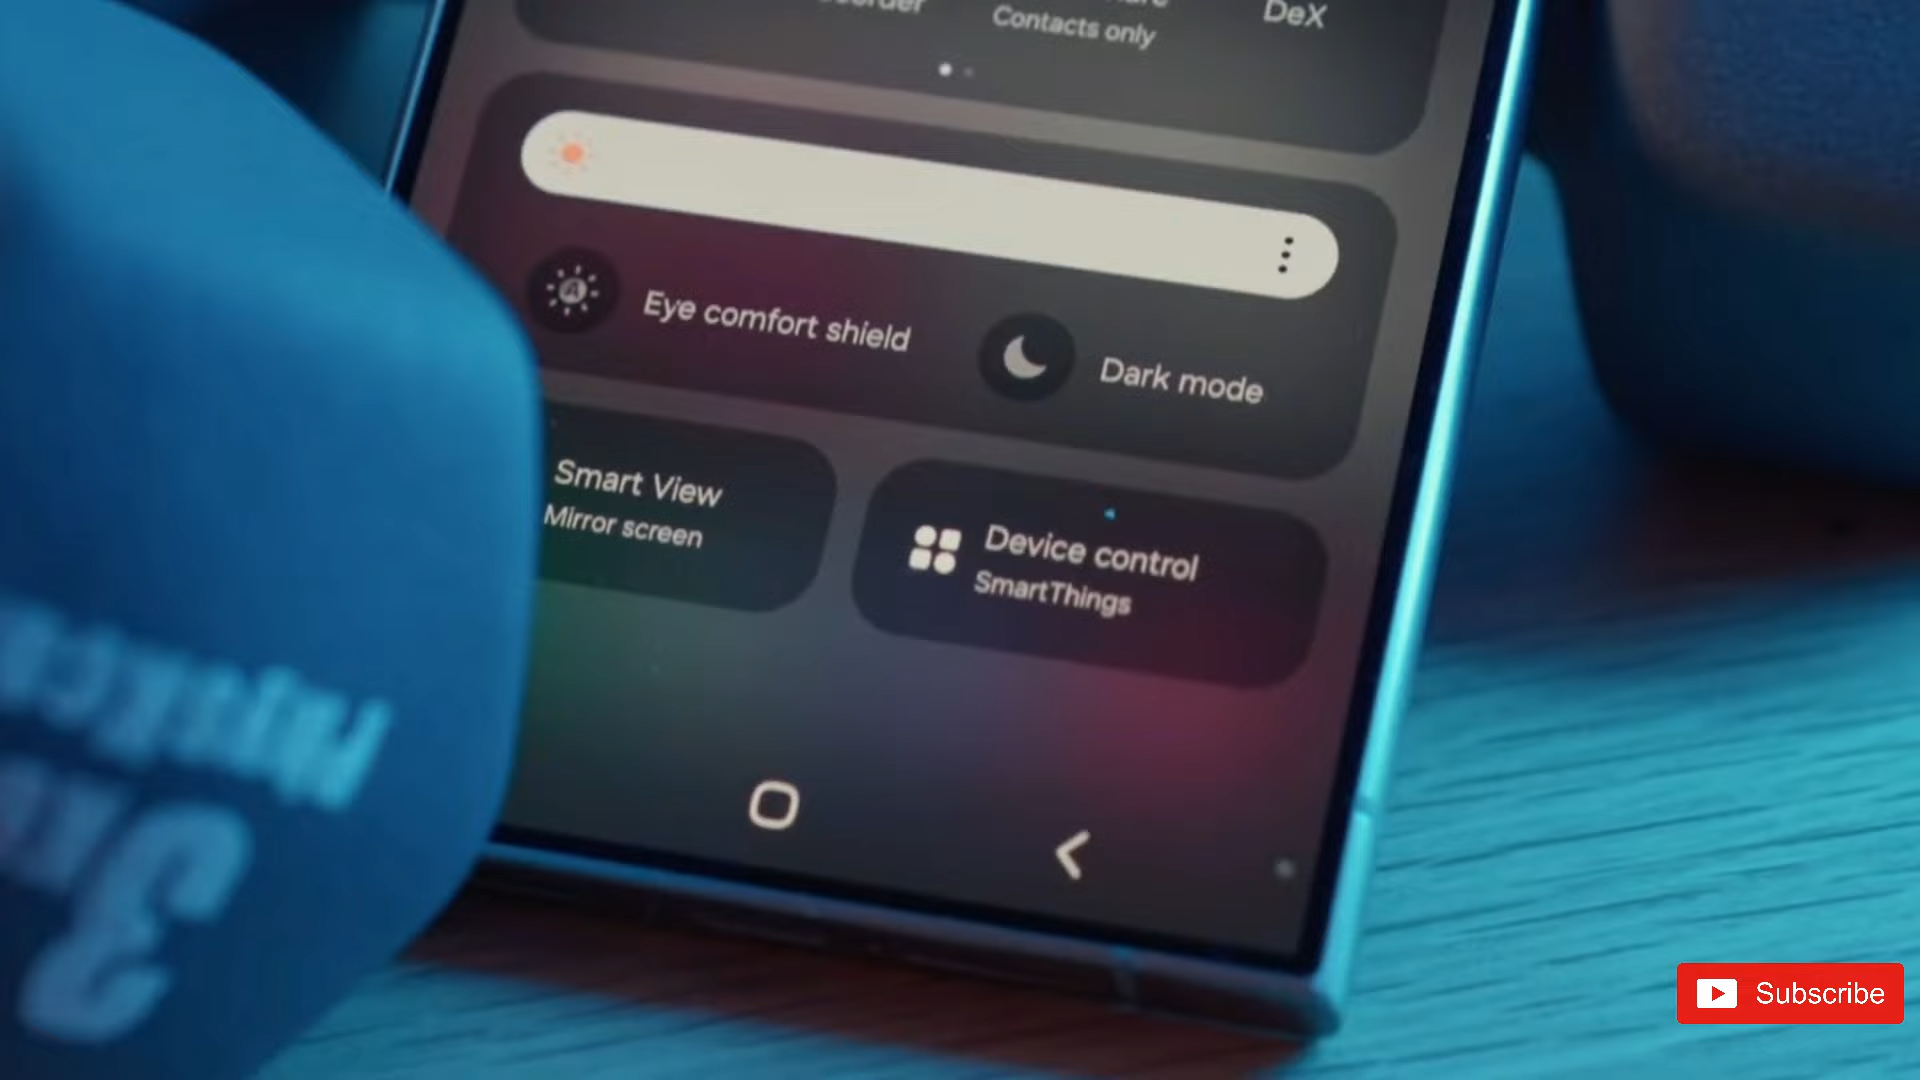 Contacts only
DeX
Eye comfort shield
Dark mode
Smart View
Mirror screen
Device control
SmartThings
Subscribe